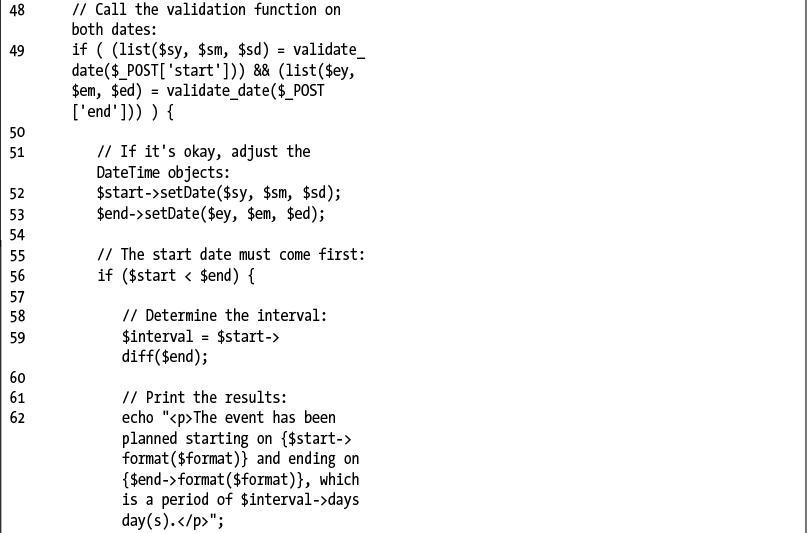 48 // Call the validation function on
both dates:
49 if ( (list($sy, $sm, $sd) = validate_
date($_POST['start'])) && (list($ey,
$em, $ed) = validate_date($_POST
['end'])) ) {
50
51 // If it's okay, adjust the
DateTime objects:
52 $start->setDate($sy, $sm, $sd);
53 $end->setDate($ey, $em, $ed);
54
55 // The start date must come first:
56 if ($start < $end) {
57
58 // Determine the interval:
59 $interval = $start->
diff($end);
60
61 // Print the results:
62 echo "<p>The event has been
planned starting on {$start->
format($format)} and ending on
{$end->format($format)}, which
is a period of $interval->days
day(s).</p>";